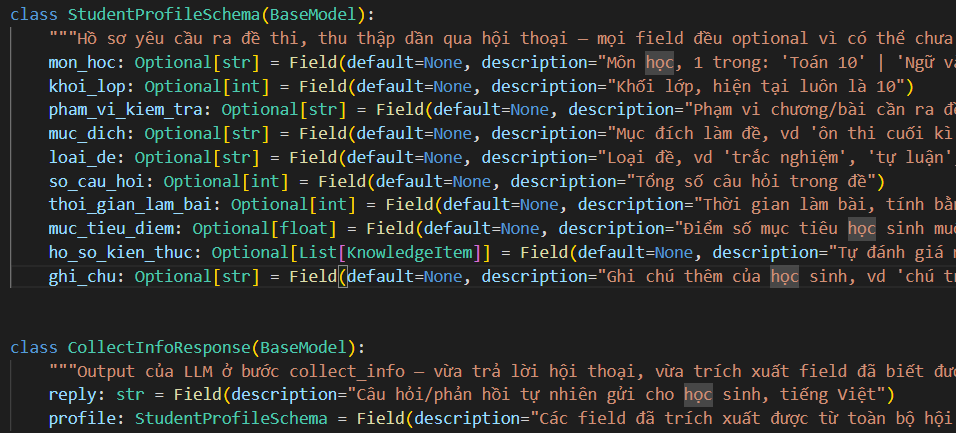 class StudentProfileSchema(BaseModel):
"""Hồ sơ yêu cầu ra đề thi, thu thập dần qua hội thoại — mọi field đều optional vì có thể chưa
mon_hoc: Optional[str] = Field(default=None, description="Môn học, 1 trong: 'Toán 10' | 'Ngữ vă
khoi_lop: Optional[int] = Field(default=None, description="Khối lớp, hiện tại luôn là 10")
pham_vi_kiem_tra: Optional[str] = Field(default=None, description="Phạm vi chương/bài cần ra đề
muc_dich: Optional[str] = Field(default=None, description="Mục đích làm đề, vd 'ôn thi cuối kì
loai_de: Optional[str] = Field(default=None, description="Loại đề, vd 'trắc nghiệm', 'tự luận',
so_cau_hoi: Optional[int] = Field(default=None, description="Tổng số câu hỏi trong đề")
thoi_gian_lam_bai: Optional[int] = Field(default=None, description="Thời gian làm bài, tính bằn
muc_tieu_diem: Optional[float] = Field(default=None, description="Điểm số mục tiêu học sinh muố
ho_so_kien_thuc: Optional[List[KnowledgeItem]] = Field(default=None, description="Tự đánh giá
ghi_chu: Optional[str] = Field(default=None, description="Ghi chú thêm của học sinh, vd 'chú tr
class CollectInfoResponse(BaseModel):
"""Output của LLM ở bước collect_info — vừa trả lời hội thoại, vừa trích xuất field đã biết đư
reply: str = Field(description="Câu hỏi/phản hồi tự nhiên gửi cho học sinh, tiếng Việt")
profile: StudentProfileSchema = Field(description="Các field đã trích xuất được từ toàn bộ hội